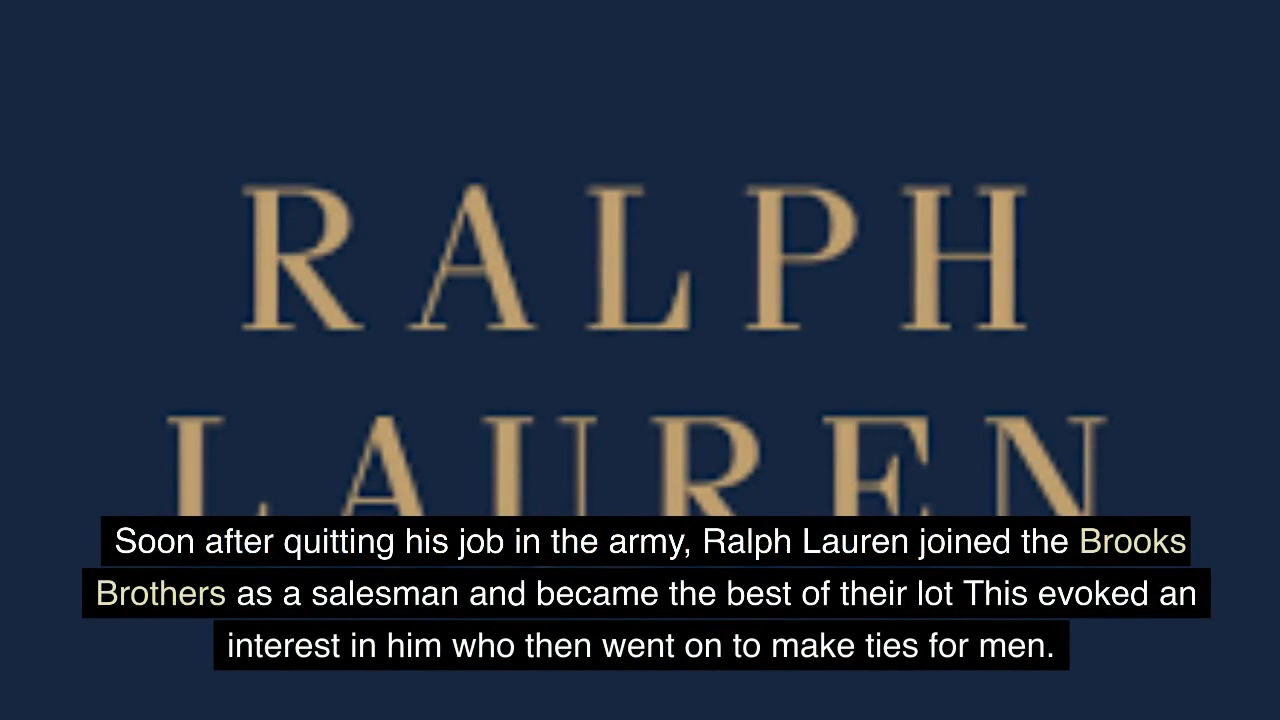 RALPH
LAUREN
Soon after quitting his job in the army, Ralph Lauren joined the Brooks
Brothers as a salesman and became the best of their lot This evoked an
interest in him who then went on to make ties for men.